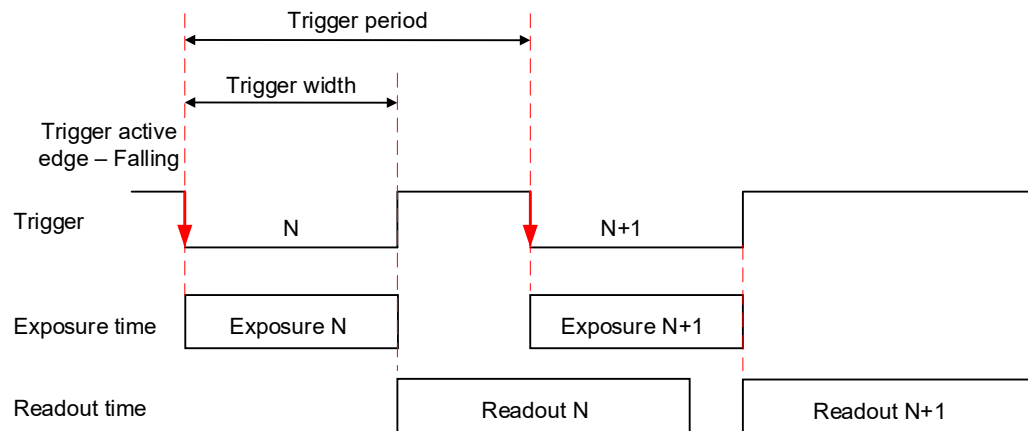 Trigger period
Trigger width
Trigger active
edge – Falling
Trigger
N
N+1
Exposure time
Exposure N
Exposure N+1
Readout time
Readout N
Readout N+1